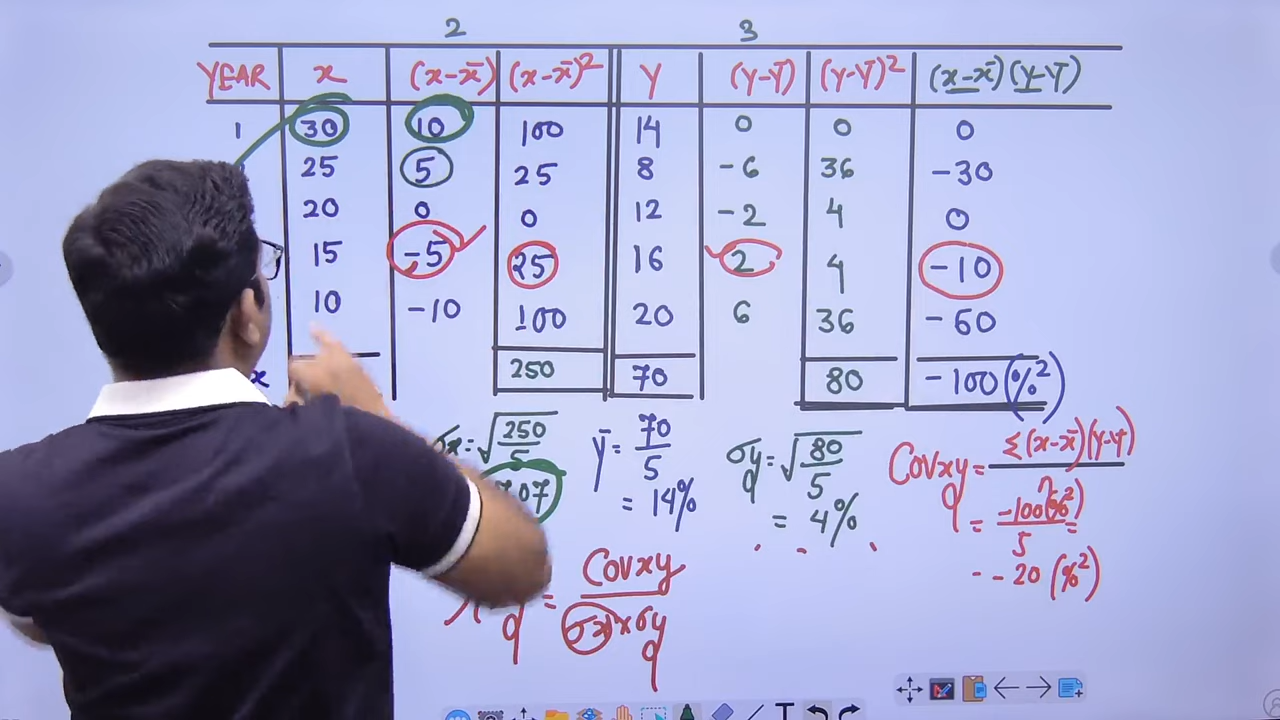 2 3
YEAR x (x-x̄) (x-x̄)² Y (Y-Ȳ) (Y-Ȳ)² (x-x̄)(Y-Ȳ)
1 30 10 100 14 0 0 0
25 5 25 8 -6 36 -30
20 0 0 12 -2 4 0
15 -5 25 16 2 4 -10
10 -10 100 20 6 36 -60
250 70 80 -100(%²)
σx = √250/5
ȳ = 70/5
= 14%
σy = √80/5
= 4%
Covxy = Σ(x-x̄)(Y-Ȳ)/n
= -100(%²)/5 =
- -20(%²)
= Covxy/σx × σy